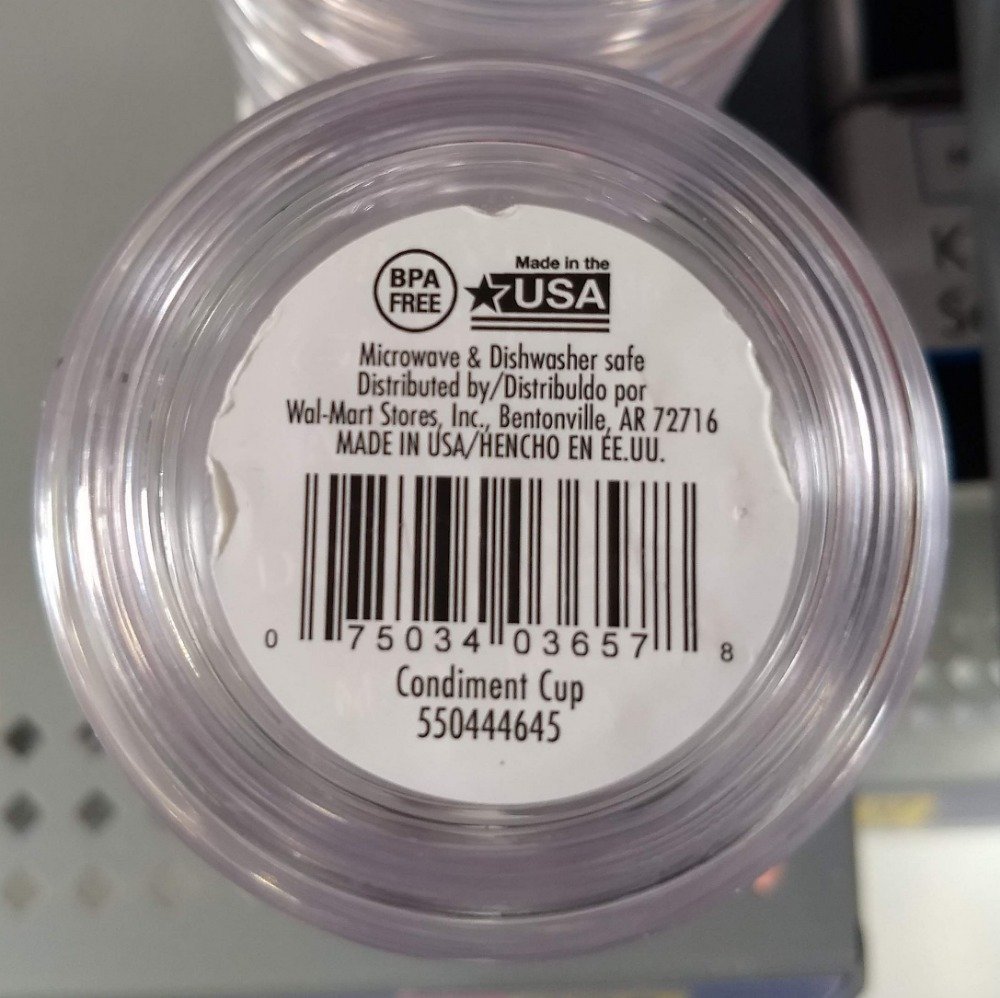 BPA
FREE
Made in the
USA
Microwave & Dishwasher safe
Distributed by/Distribuldo por
Wal-Mart Stores, Inc., Bentonville, AR 72716
MADE IN USA/HENCHO EN EE.UU.
0 75034 03657 8
Condiment Cup
550444645